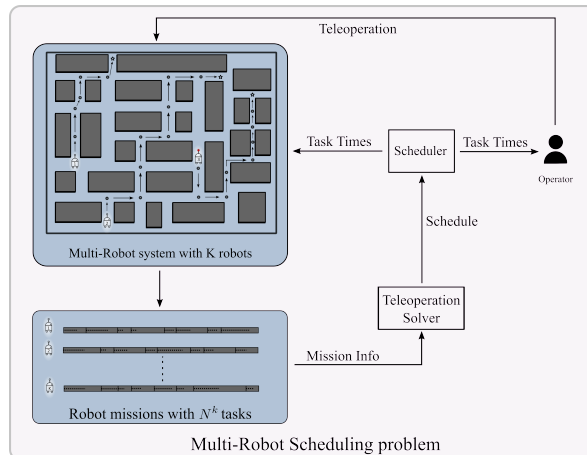 Teleoperation
Task Times
Scheduler
Task Times
Operator
Multi-Robot system with K robots
Schedule
Teleoperation
Solver
Mission Info
Robot missions with N^k tasks
Multi-Robot Scheduling problem